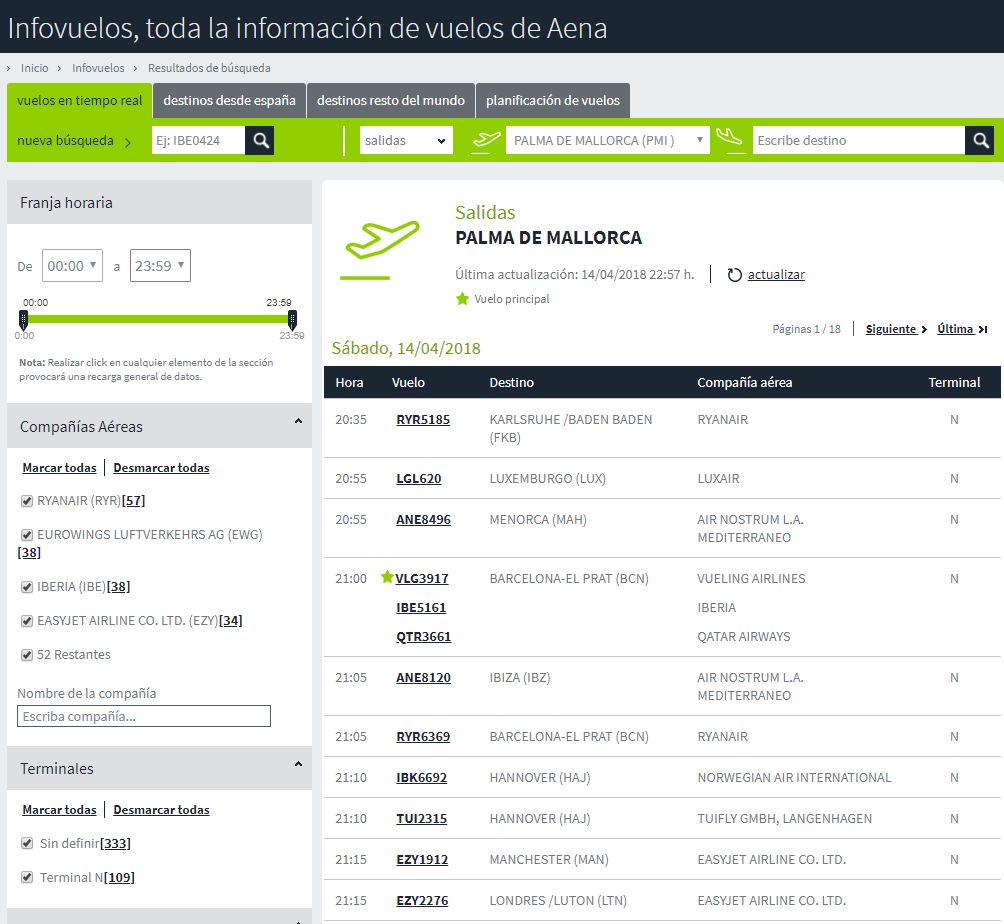 Infovuelos, toda la información de vuelos de Aena
› Inicio › Infovuelos › Resultados de búsqueda
vuelos en tiempo real destinos desde españa destinos resto del mundo planificación de vuelos
nueva búsqueda Ej: IBE0424 salidas PALMA DE MALLORCA (PMI ) Escribe destino
Franja horaria
De 00:00 a 23:59
00:00 23:59
0:00 23:59
Nota: Realizar click en cualquier elemento de la sección
provocará una recarga general de datos.
Compañías Aéreas
Marcar todas Desmarcar todas
RYANAIR (RYR)[57]
EUROWINGS LUFTVERKEHRS AG (EWG)
[38]
IBERIA (IBE)[38]
EASYJET AIRLINE CO. LTD. (EZY)[34]
52 Restantes
Nombre de la compañía
Escriba compañía...
Terminales
Marcar todas Desmarcar todas
Sin definir[333]
Terminal N[109]
Salidas
PALMA DE MALLORCA
Última actualización: 14/04/2018 22:57 h. actualizar
Vuelo principal
Páginas 1 / 18 Siguiente Última
Sábado, 14/04/2018
Hora Vuelo Destino Compañía aérea Terminal
20:35 RYR5185 KARLSRUHE /BADEN BADEN RYANAIR N
(FKB)
20:55 LGL620 LUXEMBURGO (LUX) LUXAIR N
20:55 ANE8496 MENORCA (MAH) AIR NOSTRUM L.A. N
MEDITERRANEO
21:00 VLG3917 BARCELONA-EL PRAT (BCN) VUELING AIRLINES N
IBE5161 IBERIA
QTR3661 QATAR AIRWAYS
21:05 ANE8120 IBIZA (IBZ) AIR NOSTRUM L.A. N
MEDITERRANEO
21:05 RYR6369 BARCELONA-EL PRAT (BCN) RYANAIR N
21:10 IBK6692 HANNOVER (HAJ) NORWEGIAN AIR INTERNATIONAL N
21:10 TUI2315 HANNOVER (HAJ) TUIFLY GMBH, LANGENHAGEN N
21:15 EZY1912 MANCHESTER (MAN) EASYJET AIRLINE CO. LTD. N
21:15 EZY2276 LONDRES /LUTON (LTN) EASYJET AIRLINE CO. LTD. N